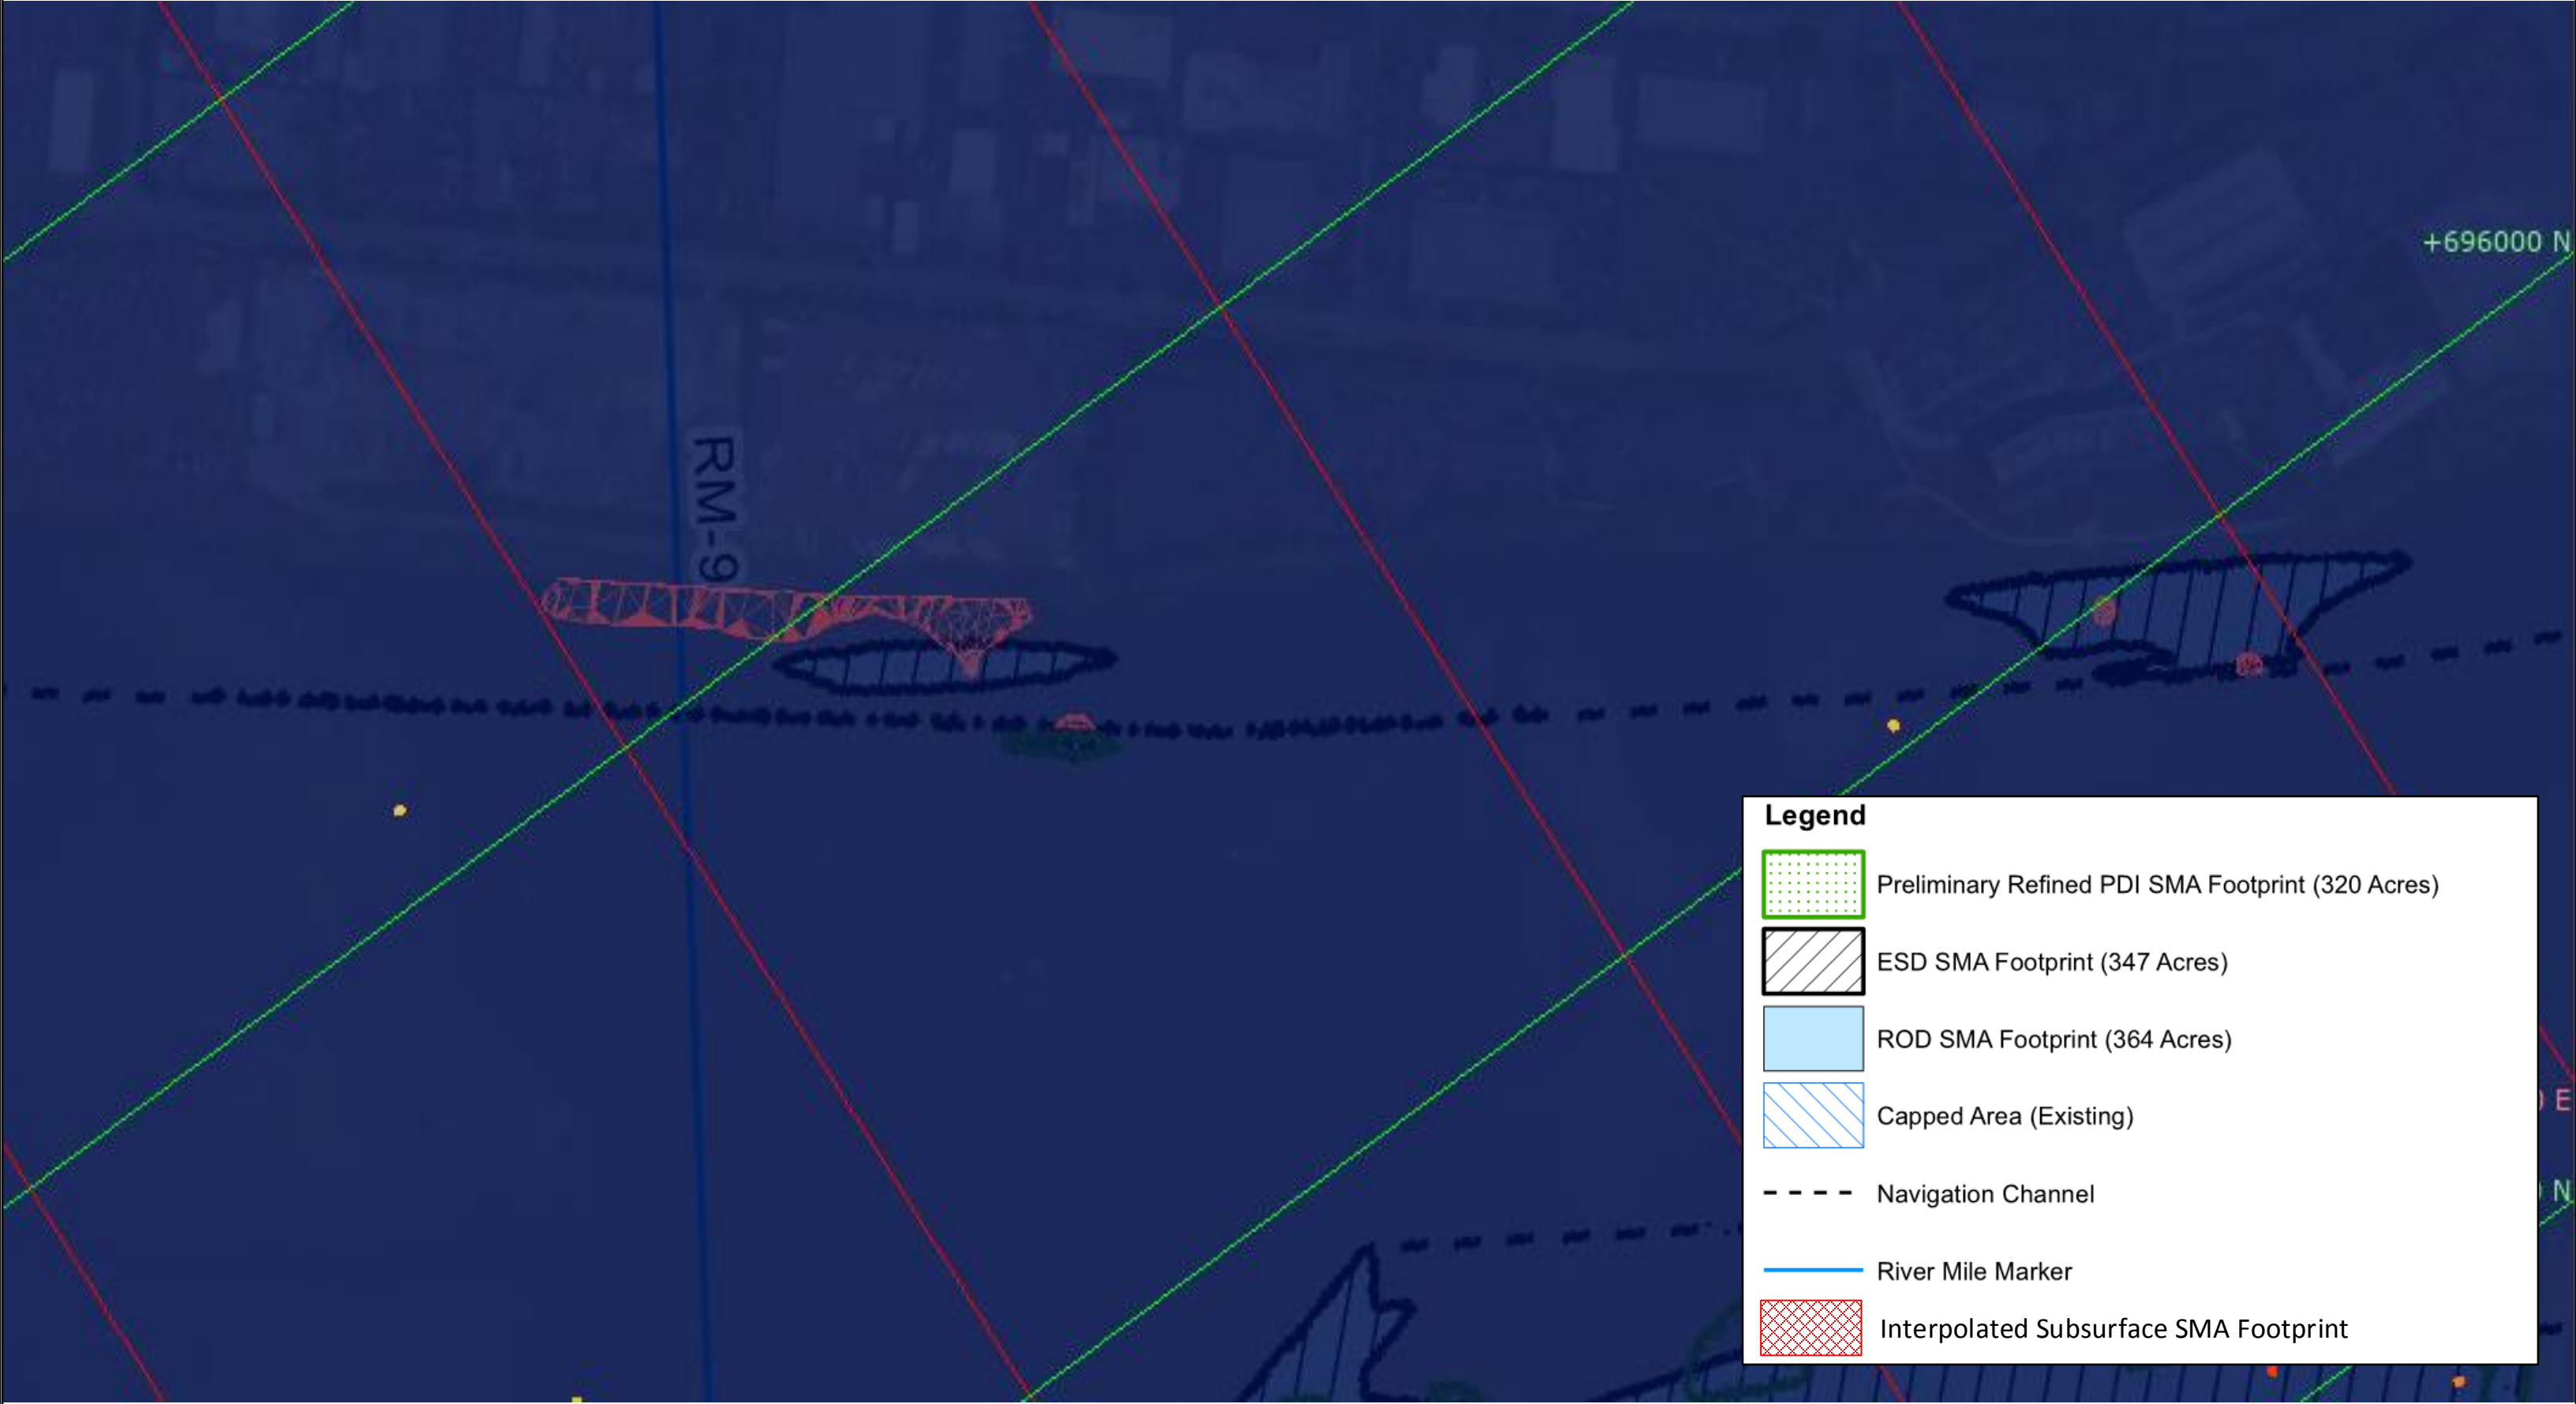 +696000 N
RM-9
Legend
Preliminary Refined PDI SMA Footprint (320 Acres)
ESD SMA Footprint (347 Acres)
ROD SMA Footprint (364 Acres)
Capped Area (Existing)
Navigation Channel
River Mile Marker
Interpolated Subsurface SMA Footprint
E
N